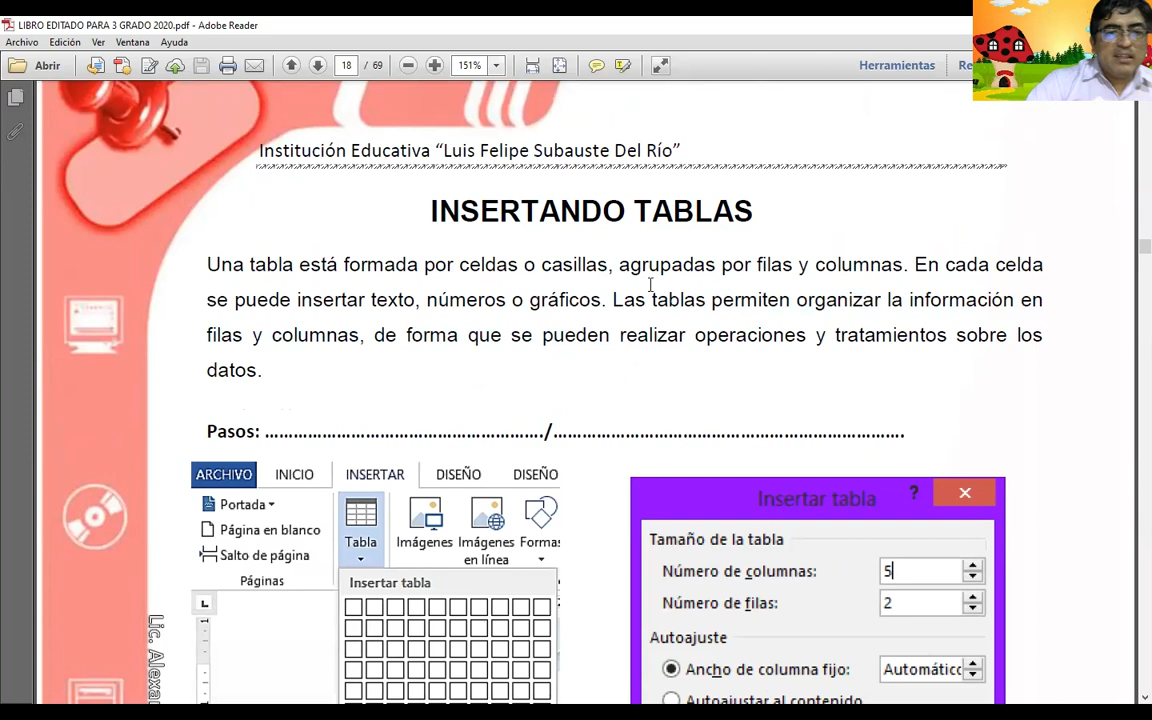 LIBRO EDITADO PARA 3 GRADO 2020.pdf - Adobe Reader
Archivo Edición Ver Ventana Ayuda
Abrir 18 / 69 151% Herramientas
Institución Educativa “Luis Felipe Subauste Del Río”
INSERTANDO TABLAS
Una tabla está formada por celdas o casillas, agrupadas por filas y columnas. En cada celda
se puede insertar texto, números o gráficos. Las tablas permiten organizar la información en
filas y columnas, de forma que se pueden realizar operaciones y tratamientos sobre los
datos.
Pasos: ………………………………………………./…………………………………………………………….
ARCHIVO INICIO INSERTAR DISEÑO DISEÑO
Portada
Página en blanco
Salto de página
Páginas
Tabla
Imágenes
Imágenes
en línea
Formas
Insertar tabla
Insertar tabla ?
Tamaño de la tabla
Número de columnas: 5
Número de filas: 2
Autoajuste
Ancho de columna fijo: Automático
Autoajustar al contenido
Lic.